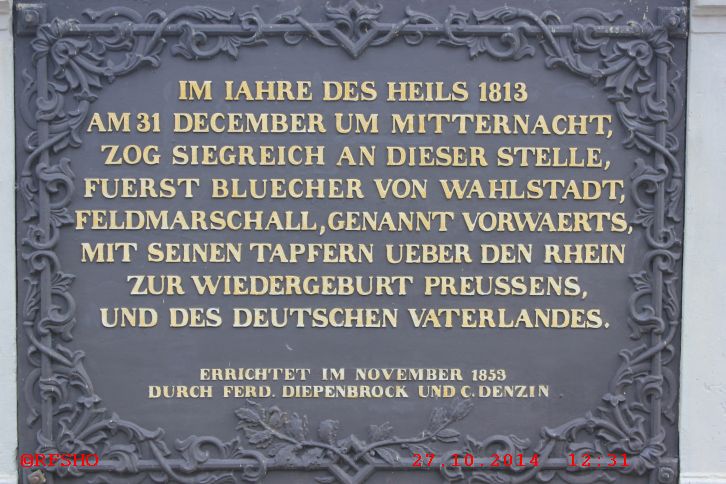 IM IAHRE DES HEILS 1813
AM 31 DECEMBER UM MITTERNACHT,
ZOG SIEGREICH AN DIESER STELLE,
FUERST BLUECHER VON WAHLSTADT,
FELDMARSCHALL, GENANNT VORWAERTS,
MIT SEINEN TAPFERN UEBER DEN RHEIN
ZUR WIEDERGEBURT PREUSSENS,
UND DES DEUTSCHEN VATERLANDES.
ERRICHTET IM NOVEMBER 1853
DURCH FERD. DIEPENBROCK UND C. DENZIN
©RFSHO 27.10.2014 12:31